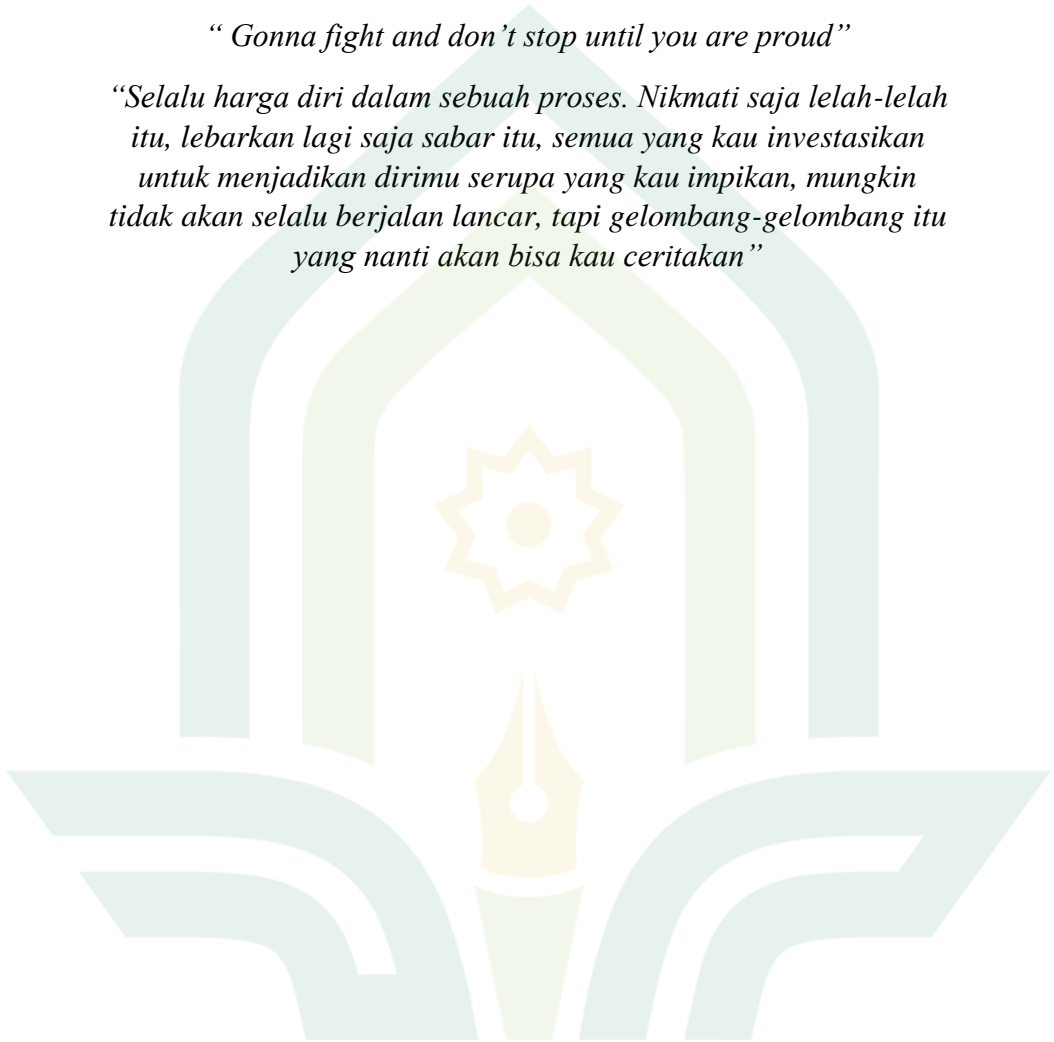 “ Gonna fight and don’t stop until you are proud”
“Selalu harga diri dalam sebuah proses. Nikmati saja lelah-lelah
itu, lebarkan lagi saja sabar itu, semua yang kau investasikan
untuk menjadikan dirimu serupa yang kau impikan, mungkin
tidak akan selalu berjalan lancar, tapi gelombang-gelombang itu
yang nanti akan bisa kau ceritakan”